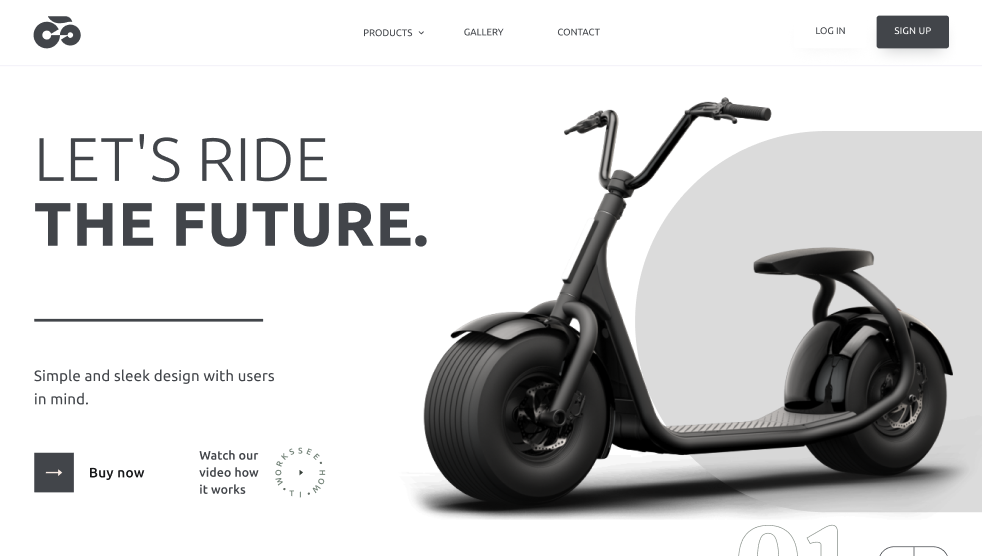 PRODUCTS
GALLERY
CONTACT
LOG IN
SIGN UP
LET'S RIDE
THE FUTURE.
Simple and sleek design with users
in mind.
Buy now
Watch our
video how
it works
SEE • HOW • IT • WORKS
01